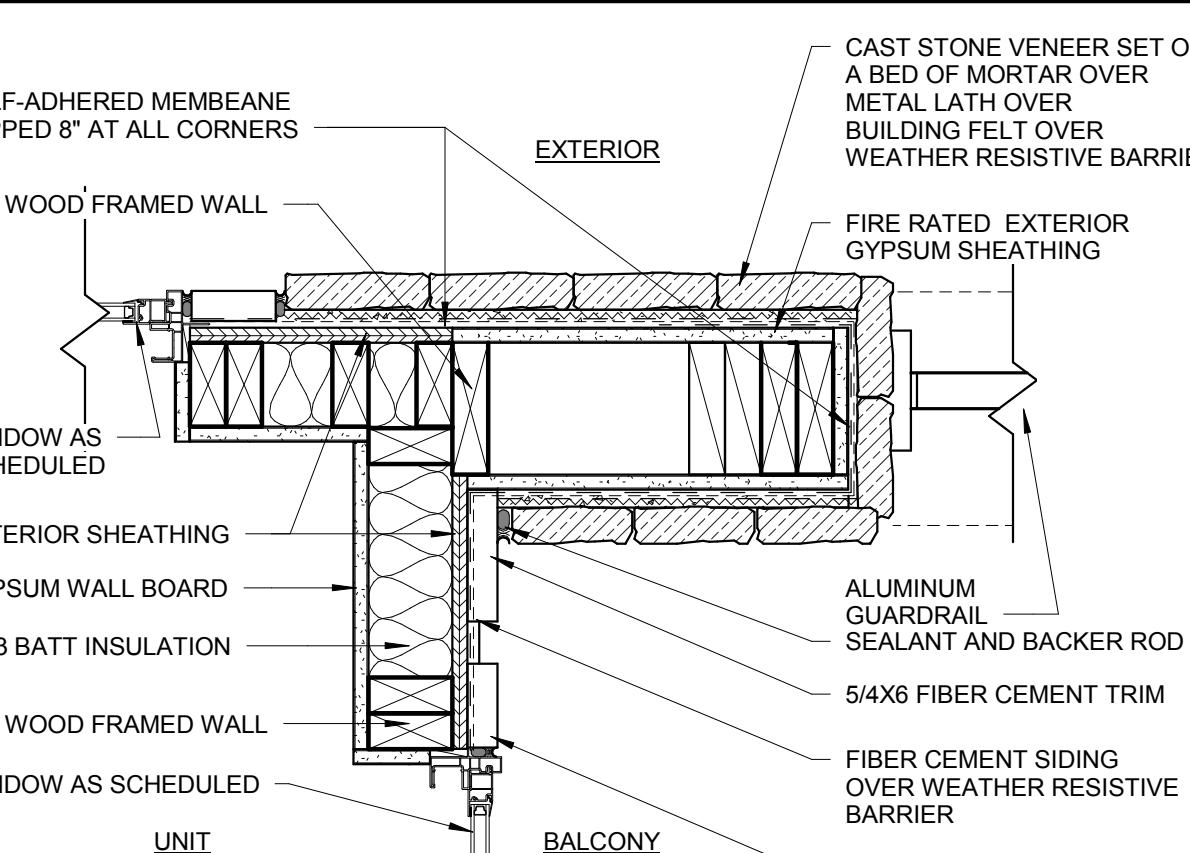 CAST STONE VENEER SET O
A BED OF MORTAR OVER
METAL LATH OVER
BUILDING FELT OVER
WEATHER RESISTIVE BARRIE
F-ADHERED MEMBEANE
PPED 8" AT ALL CORNERS
EXTERIOR
WOOD FRAMED WALL
FIRE RATED EXTERIOR
GYPSUM SHEATHING
NDOW AS
HEDULED
TERIOR SHEATHING
PSUM WALL BOARD
3 BATT INSULATION
WOOD FRAMED WALL
NDOW AS SCHEDULED
UNIT
BALCONY
ALUMINUM
GUARDRAIL
SEALANT AND BACKER ROD
5/4X6 FIBER CEMENT TRIM
FIBER CEMENT SIDING
OVER WEATHER RESISTIVE
BARRIER